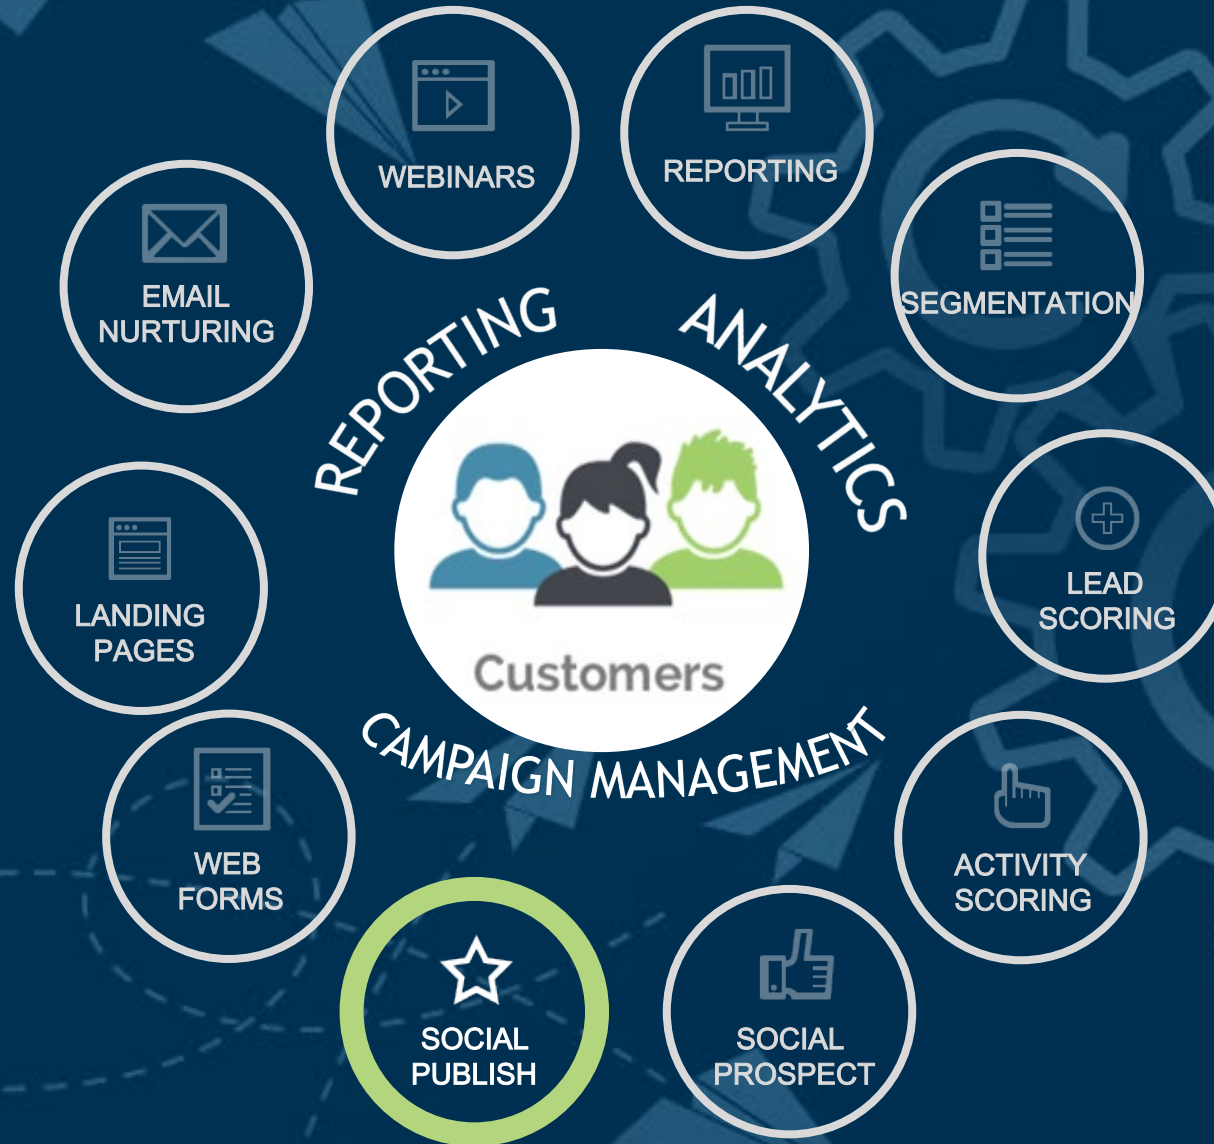 WEBINARS
REPORTING
EMAIL
NURTURING
SEGMENTATION
REPORTING
ANALYTICS
LANDING
PAGES
Customers
LEAD
SCORING
CAMPAIGN MANAGEMENT
WEB
FORMS
ACTIVITY
SCORING
SOCIAL
PUBLISH
SOCIAL
PROSPECT